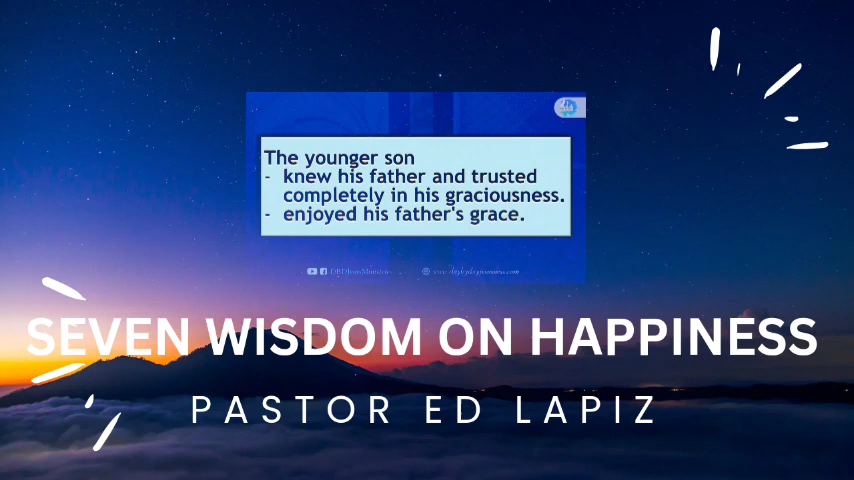 The younger son
- knew his father and trusted
completely in his graciousness.
- enjoyed his father's grace.
SEVEN WISDOM ON HAPPINESS
PASTOR ED LAPIZ